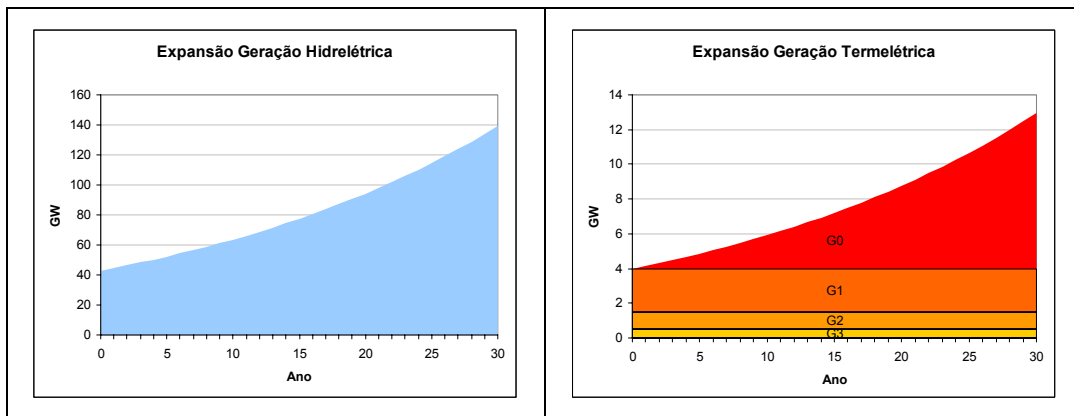 Expansão Geração Hidrelétrica
160
140
120
100
80
60
40
20
0
GW
0 5 10 15 20 25 30
Ano
Expansão Geração Termelétrica
14
12
10
8
6
4
2
0
GW
G0
G1
G2
G3
0 5 10 15 20 25 30
Ano